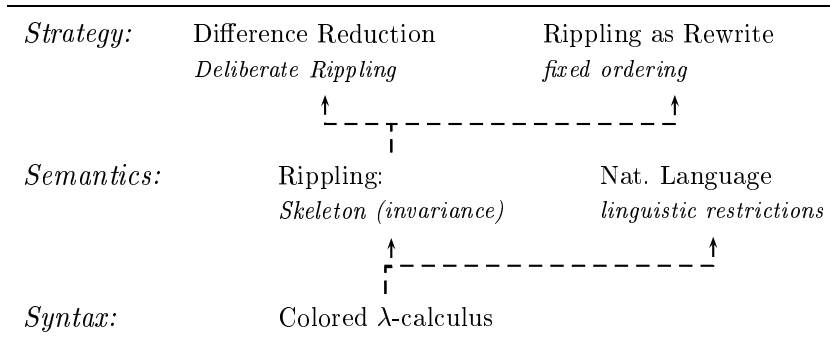 Strategy: Difference Reduction Rippling as Rewrite
Deliberate Rippling fixed ordering
Semantics: Rippling: Nat. Language
Skeleton (invariance) linguistic restrictions
Syntax: Colored λ-calculus